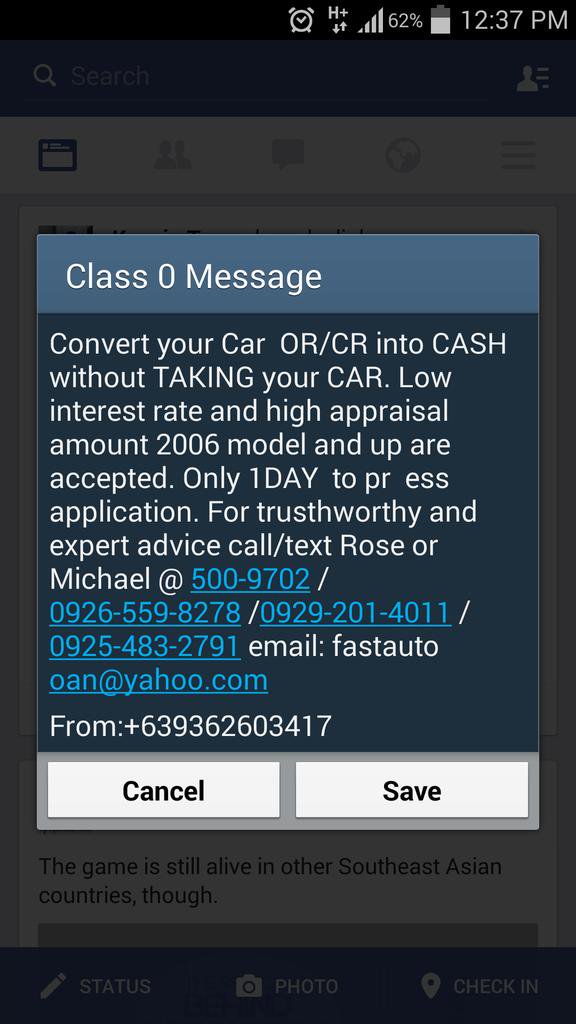 H+ 62% 12:37 PM
Search
Class 0 Message
Convert your Car  OR/CR into CASH
without TAKING your CAR. Low
interest rate and high appraisal
amount 2006 model and up are
accepted. Only 1DAY  to pr  ess
application. For trusthworthy and
expert advice call/text Rose or
Michael @ 500-9702 /
0926-559-8278 /0929-201-4011 /
0925-483-2791 email: fastauto
oan@yahoo.com
From:+639362603417
Cancel Save
The game is still alive in other Southeast Asian
countries, though.
STATUS PHOTO CHECK IN